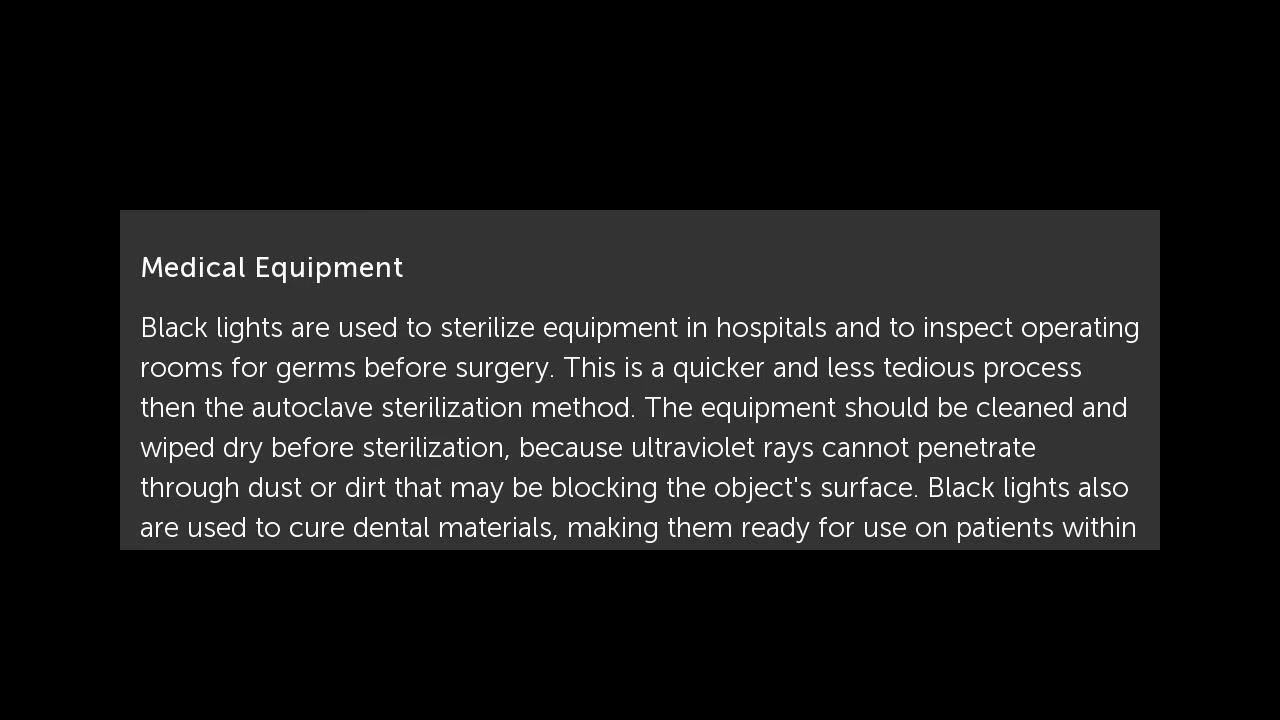 Medical Equipment
Black lights are used to sterilize equipment in hospitals and to inspect operating
rooms for germs before surgery. This is a quicker and less tedious process
then the autoclave sterilization method. The equipment should be cleaned and
wiped dry before sterilization, because ultraviolet rays cannot penetrate
through dust or dirt that may be blocking the object's surface. Black lights also
are used to cure dental materials, making them ready for use on patients within